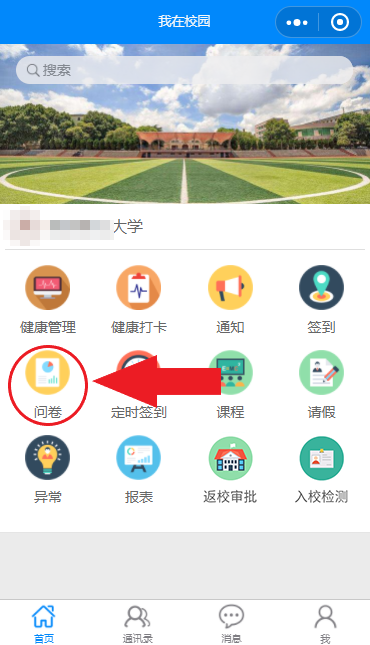 我在校园
搜索
大学
健康管理 健康打卡 通知 签到
问卷 定时签到 课程 请假
异常 报表 返校审批 入校检测
首页 通讯录 消息 我